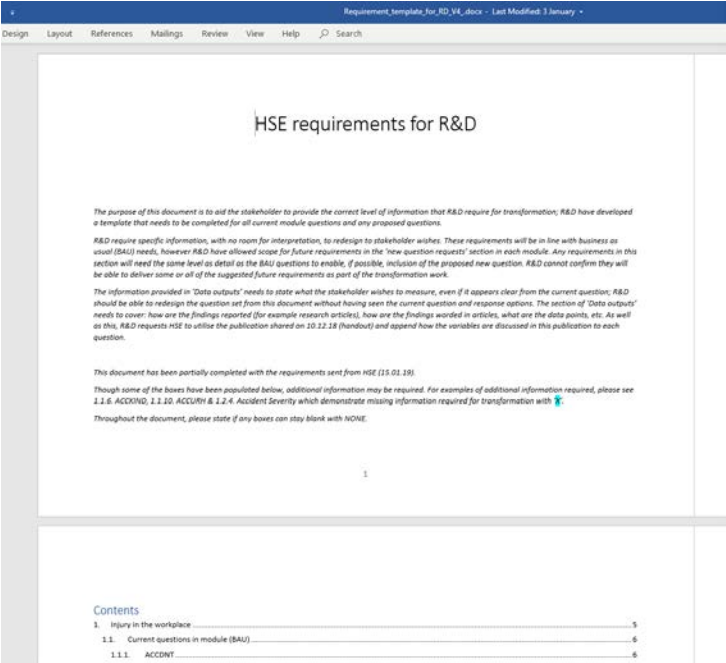 Requirement_template_for_RD_V4_.docx - Last Modified: 3 January
Design Layout References Mailings Review View Help Search
HSE requirements for R&D
The purpose of this document is to aid the stakeholder to provide the correct level of information that R&D require for transformation; R&D have developed
a template that needs to be completed for all current module questions and any proposed questions.
R&D require specific information, with no room for interpretation, to redesign to stakeholder wishes. These requirements will be in line with business as
usual (BAU) needs, however R&D have allowed scope for future requirements in the 'new question requests' section in each module. Any requirements in this
section will need the same level as detail as the BAU questions to enable, if possible, inclusion of the proposed new question. R&D cannot confirm they will
be able to deliver some or all of the suggested future requirements as part of the transformation work.
The information provided in 'Data outputs' needs to state what the stakeholder wishes to measure, even if it appears clear from the current question; R&D
should be able to redesign the question set from this document without having seen the current question and response options. The section of 'Data outputs'
needs to cover: how are the findings reported (for example research articles), how are the findings worded in articles, what are the data points, etc. As well
as this, R&D requests HSE to utilise the publication shared on 10.12.18 (handout) and append how the variables are discussed in this publication to each
question.
This document has been partially completed with the requirements sent from HSE (15.01.19).
Though some of the boxes have been populated below, additional information may be required. For examples of additional information required, please see
1.1.6. ACCKIND, 1.1.10. ACCURH & 1.2.4. Accident Severity which demonstrate missing information required for transformation with 'X'.
Throughout the document, please state if any boxes can stay blank with NONE.
1
Contents
1. Injury in the workplace 5
1.1. Current questions in module (BAU) 6
1.1.1. ACCDNT 6